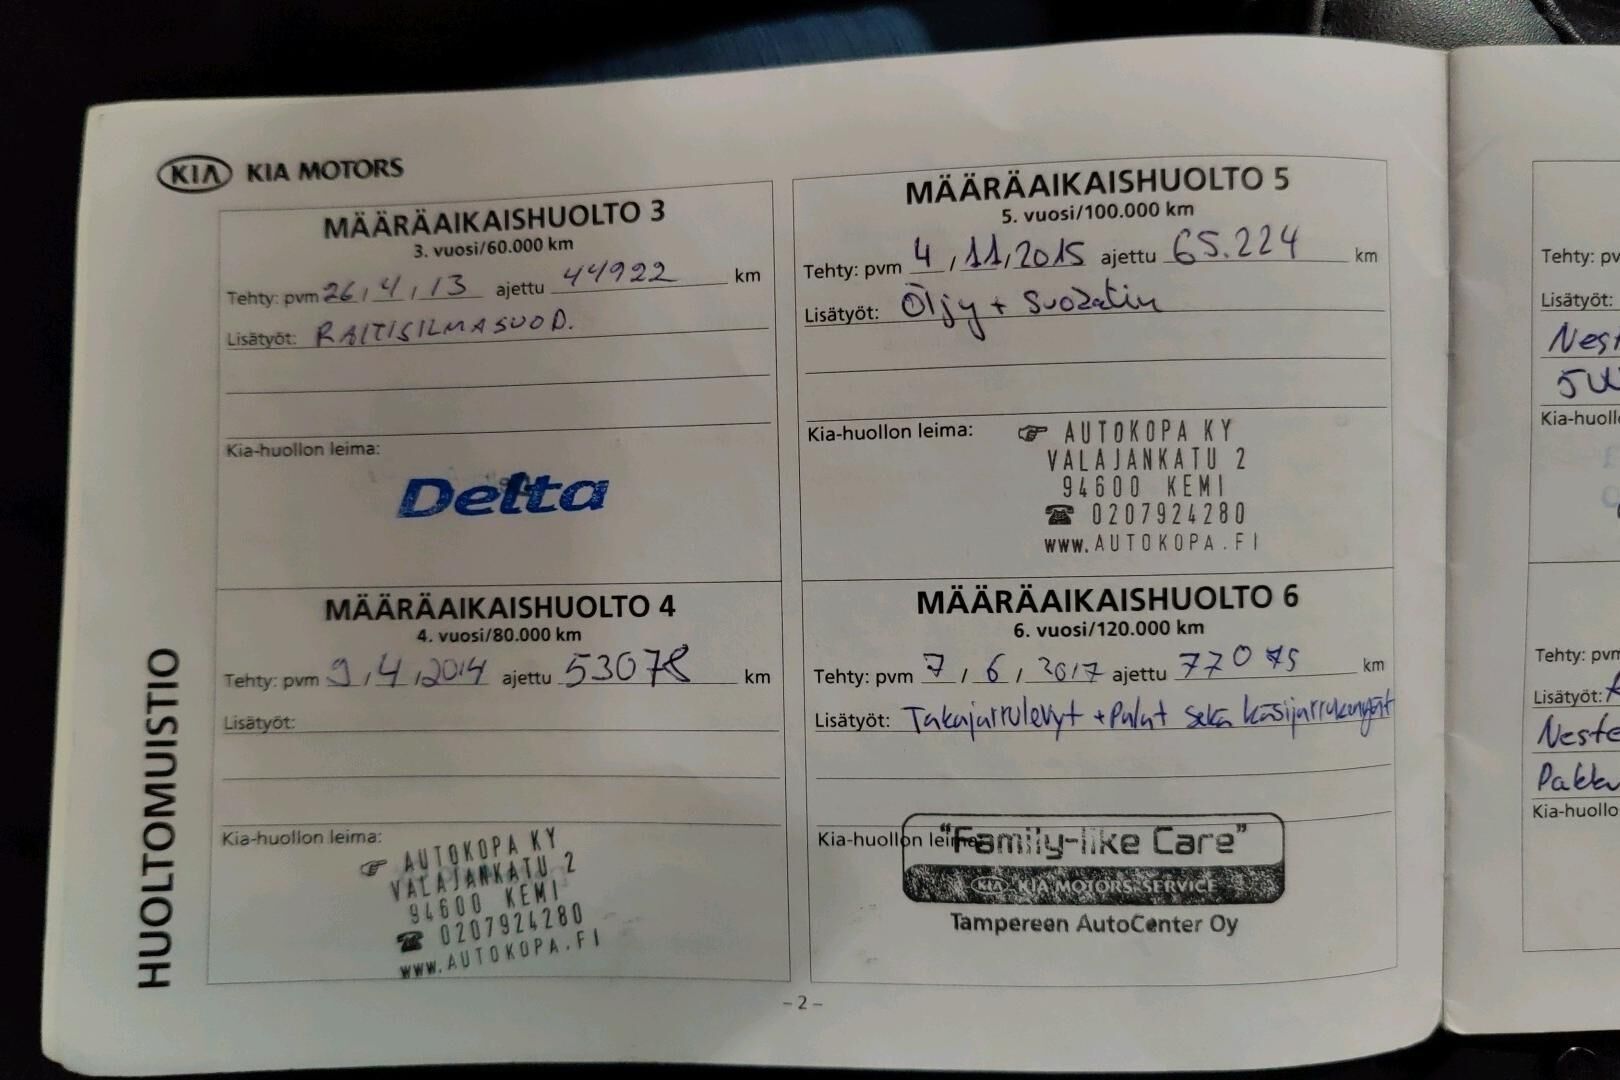 KIA KIA MOTORS
HUOLTOMUISTIO
MÄÄRÄAIKAISHUOLTO 3
3. vuosi/60.000 km
Tehty: pvm 26, 4, 13 ajettu 44922 km
Lisätyöt: RAITISILMASUOD.
Kia-huollon leima:
Delta
MÄÄRÄAIKAISHUOLTO 4
4. vuosi/80.000 km
Tehty: pvm 9,4,2014 ajettu 53078 km
Lisätyöt:
Kia-huollon leima:
☛ AUTOKOPA KY
VALAJANKATU 2
94600 KEMI
☎ 0207924280
www.AUTOKOPA.FI
MÄÄRÄAIKAISHUOLTO 5
5. vuosi/100.000 km
Tehty: pvm 4,11,2015 ajettu 65.224 km
Lisätyöt: Öljy + Suodatin
Kia-huollon leima:
☛ AUTOKOPA KY
VALAJANKATU 2
94600 KEMI
☎ 0207924280
www.AUTOKOPA.FI
MÄÄRÄAIKAISHUOLTO 6
6. vuosi/120.000 km
Tehty: pvm 7 / 6 / 2017 ajettu 77075 km
Lisätyöt: Takajarrulevyt + Palat sekä
Kia-huollon leima:
"Family-like Care"
KIA KIA MOTORS SERVICE
Tampereen AutoCenter Oy
– 2 –
Tehty: pv
Lisätyöt:
Nest
5W
Kia-huoll
Tehty: pvm
Lisätyöt:
Neste
Pakk
Kia-huollo